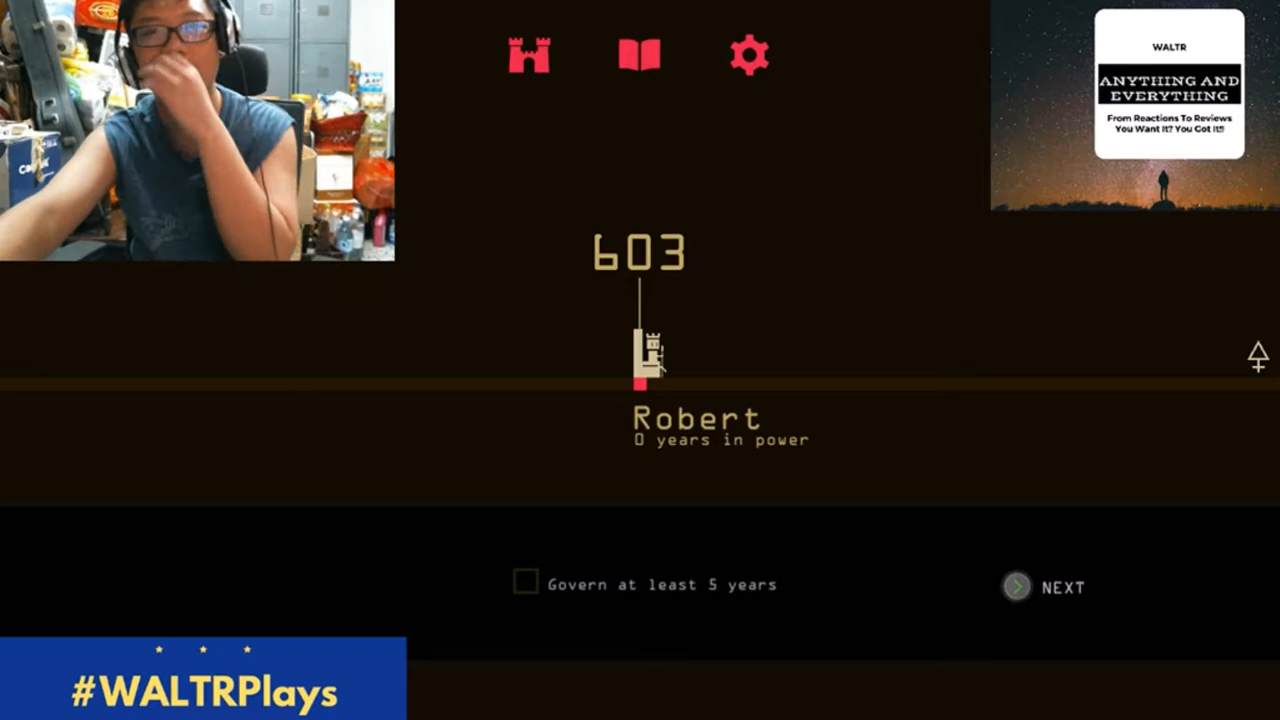 WALTR
ANYTHING AND
EVERYTHING
From Reactions To Reviews
You Want It? You Got It!!
603
Robert
0 years in power
Govern at least 5 years
NEXT
#WALTRPlays